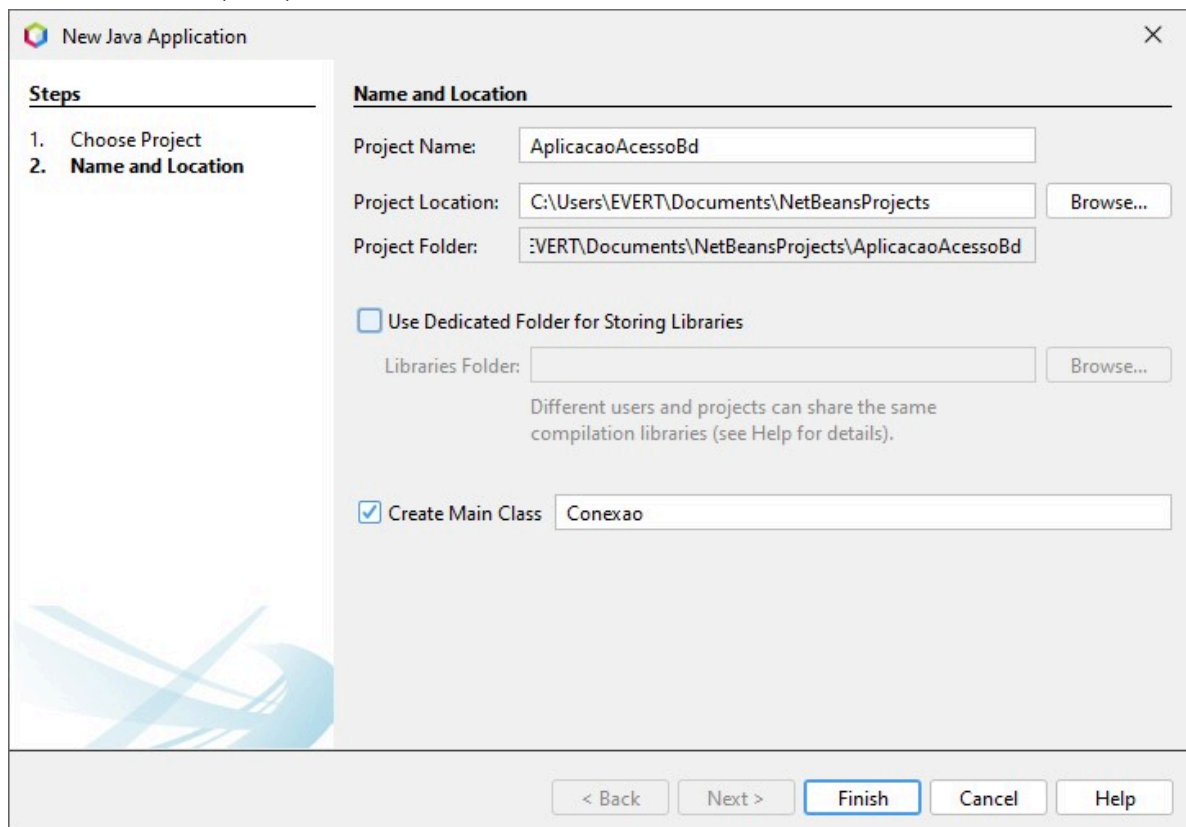 New Java Application
Steps
1. Choose Project
2. Name and Location
Name and Location
Project Name: AplicacaoAcessoBd
Project Location: C:\Users\EVERT\Documents\NetBeansProjects Browse...
Project Folder: EVERT\Documents\NetBeansProjects\AplicacaoAcessoBd
Use Dedicated Folder for Storing Libraries
Libraries Folder: Browse...
Different users and projects can share the same
compilation libraries (see Help for details).
Create Main Class Conexao
< Back Next > Finish Cancel Help